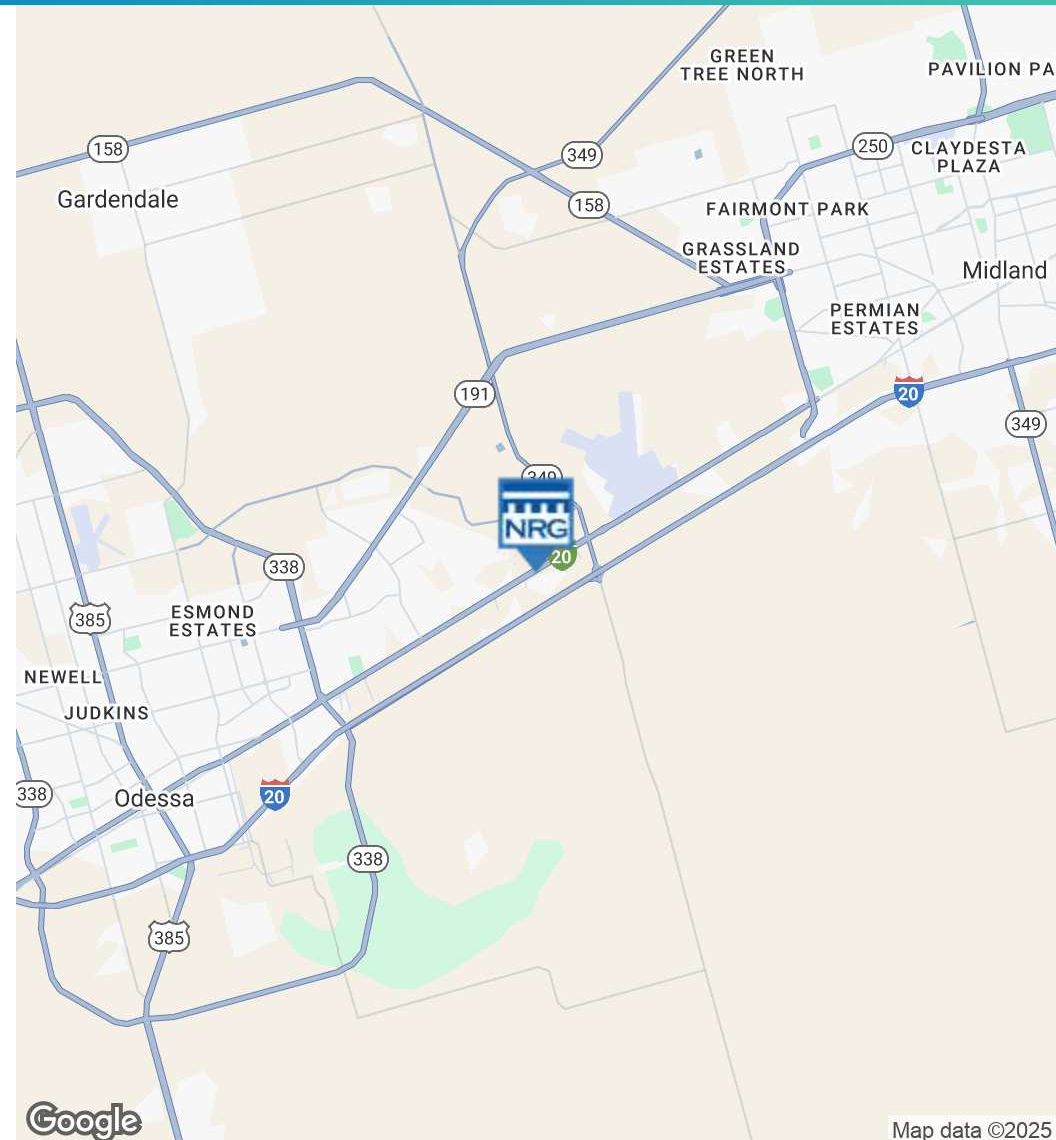 GREEN
TREE NORTH
PAVILION PA
158
349
250
CLAYDESTA
PLAZA
Gardendale
158
FAIRMONT PARK
GRASSLAND
ESTATES
Midland
PERMIAN
ESTATES
191
20
349
349
NRG
20
338
385
ESMOND
ESTATES
NEWELL
JUDKINS
338
Odessa
20
338
385
Google
Map data ©2025